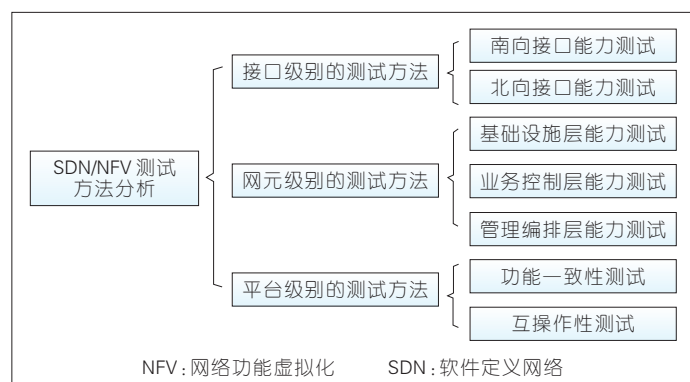 SDN/NFV 测试
方法分析
接口级别的测试方法
南向接口能力测试
北向接口能力测试
网元级别的测试方法
基础设施层能力测试
业务控制层能力测试
管理编排层能力测试
平台级别的测试方法
功能一致性测试
互操作性测试
NFV：网络功能虚拟化 SDN：软件定义网络